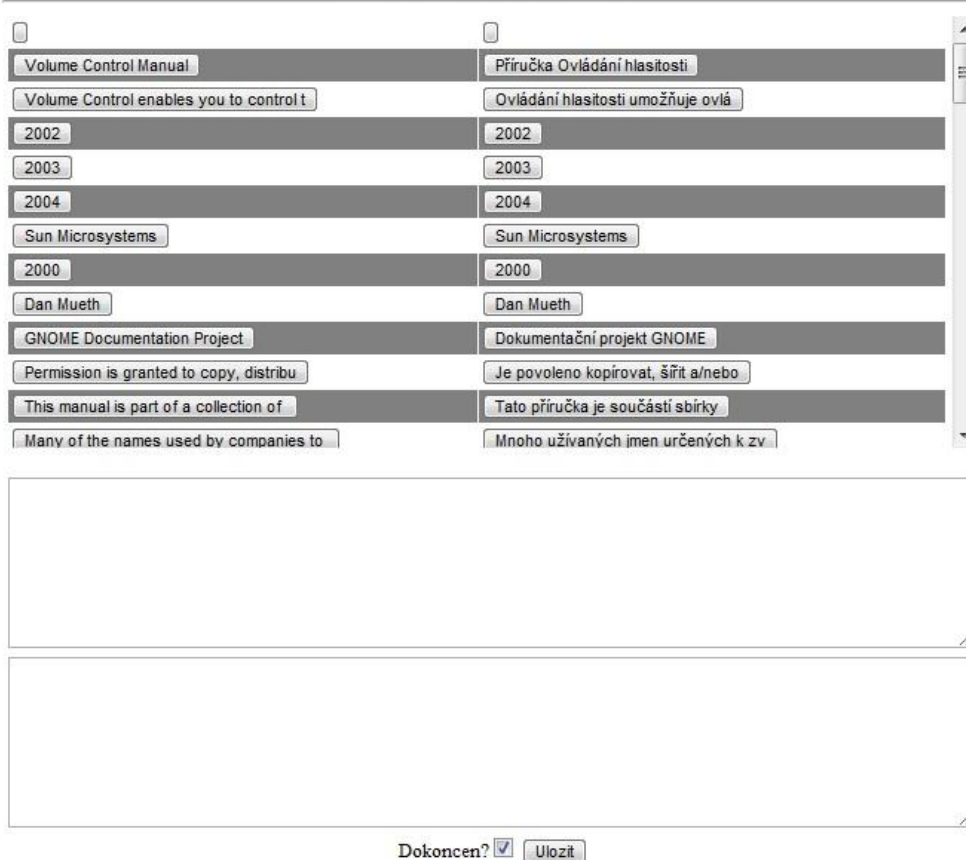 Volume Control Manual Příručka Ovládání hlasitosti
Volume Control enables you to control t Ovládání hlasitosti umožňuje ovlá
2002 2002
2003 2003
2004 2004
Sun Microsystems Sun Microsystems
2000 2000
Dan Mueth Dan Mueth
GNOME Documentation Project Dokumentační projekt GNOME
Permission is granted to copy, distribu Je povoleno kopírovat, šířit a/nebo
This manual is part of a collection of Tato příručka je součástí sbírky
Many of the names used by companies to Mnoho užívaných jmen určených k zv
Dokoncen? Ulozit